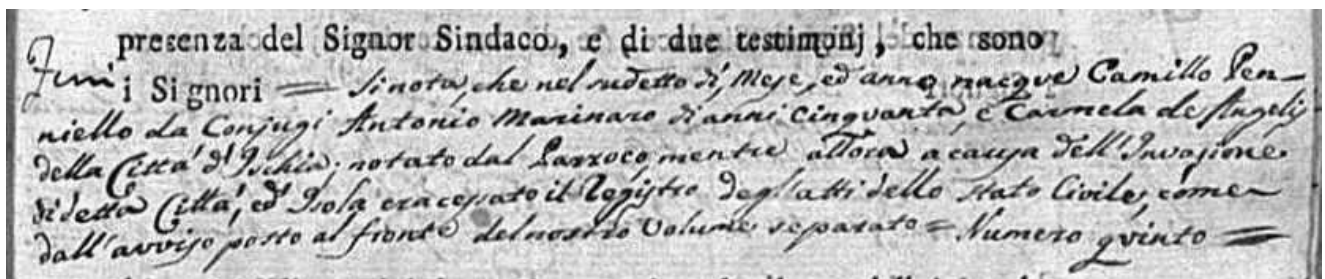 presenza del Signor Sindaco, e di due testimonj, che sono
i Signori = Si nota, che nel sudetto dì, Mese, ed anno nacque Camillo Pen-
niello da Conjugi Antonio Marinaro di anni cinquanta, e Carmela de Angelis
della Città d'Ischia, notato dal Parroco, mentre allora a causa dell'Invasione
di detta Città, ed Isola era cessato il Registro degl'atti dello stato Civile, come
dall'avviso posto al fronte del nostro Volume separato = Numero quinto =